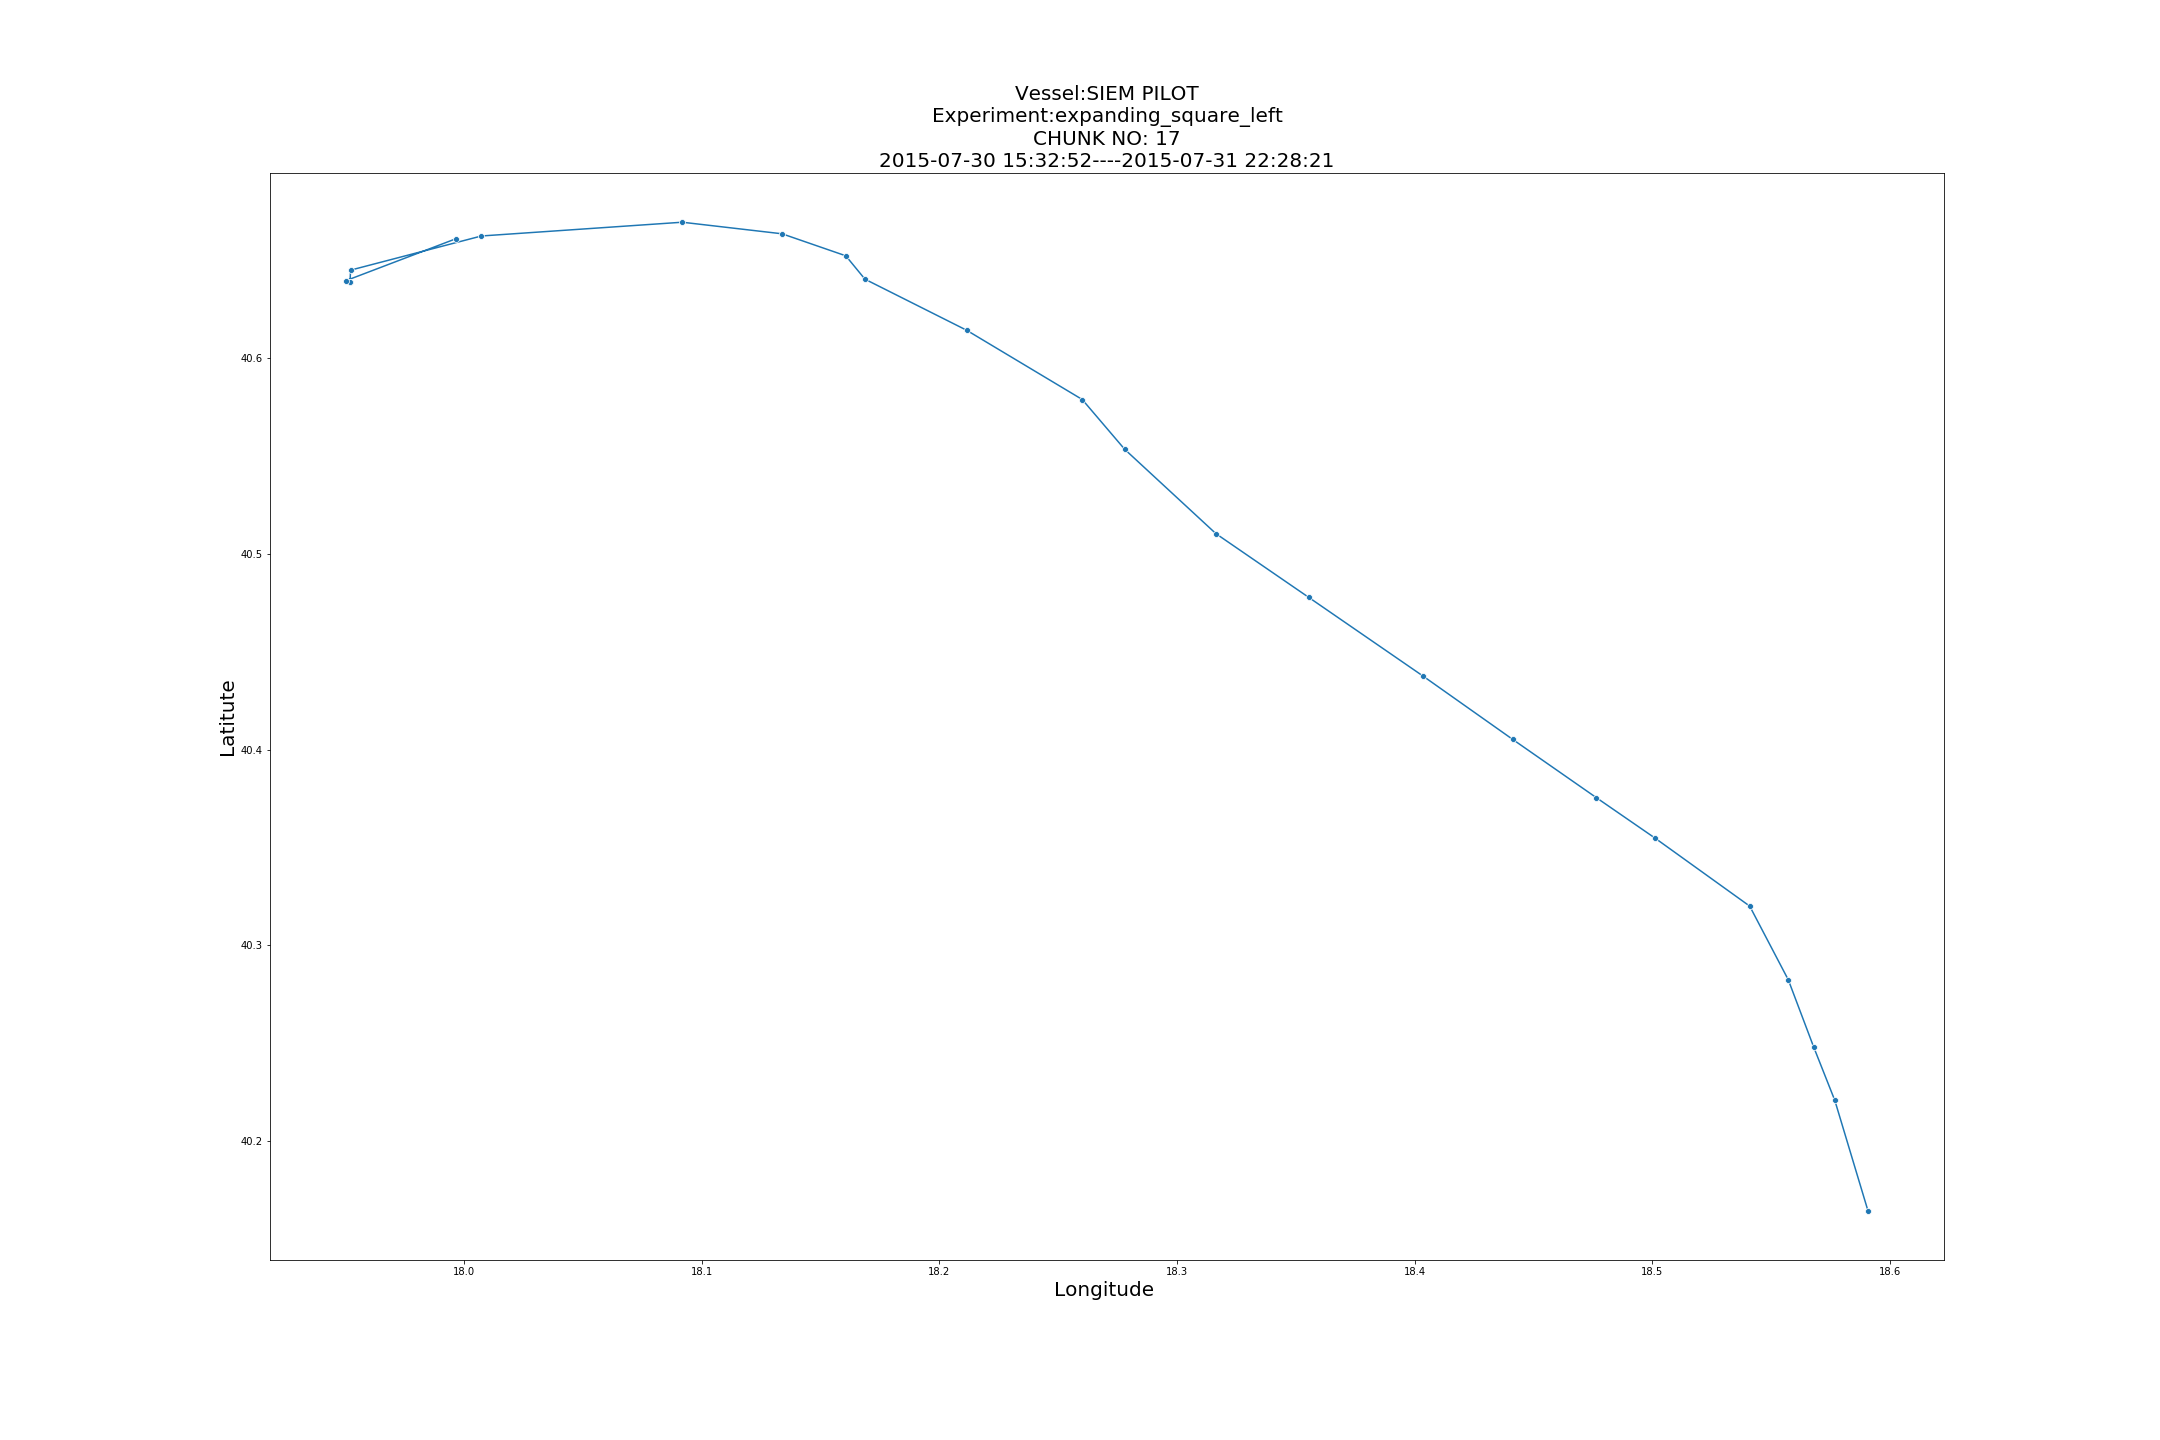 Vessel:SIEM PILOT
Experiment:expanding_square_left
CHUNK NO: 17
2015-07-30 15:32:52----2015-07-31 22:28:21
Latitute
40.6
40.5
40.4
40.3
40.2
18.0 18.1 18.2 18.3 18.4 18.5 18.6
Longitude